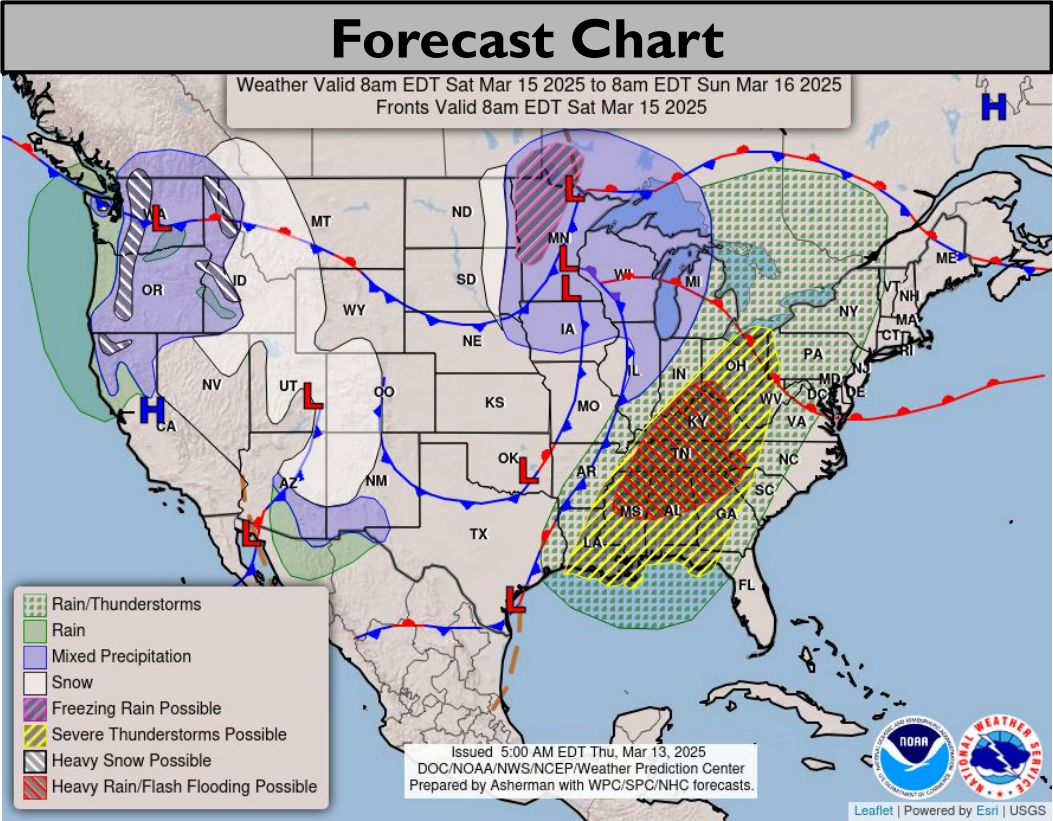 Forecast Chart
Weather Valid 8am EDT Sat Mar 15 2025 to 8am EDT Sun Mar 16 2025
Fronts Valid 8am EDT Sat Mar 15 2025
H
L
WA
MT
ND
MN
L
ME
OR
ID
SD
L
WI
MI
VT
NH
WY
L
NY
MA
CT
RI
NE
IA
PA
NJ
NV
UT
L
CO
IL
IN
OH
MD
DE
DC
WV
H
CA
KS
MO
KY
VA
AZ
NM
OK
L
AR
TN
NC
SC
L
TX
MS
AL
GA
LA
L
FL
Rain/Thunderstorms
Rain
Mixed Precipitation
Snow
Freezing Rain Possible
Severe Thunderstorms Possible
Heavy Snow Possible
Heavy Rain/Flash Flooding Possible
Issued 5:00 AM EDT Thu, Mar 13, 2025
DOC/NOAA/NWS/NCEP/Weather Prediction Center
Prepared by Asherman with WPC/SPC/NHC forecasts.
NOAA
NATIONAL WEATHER SERVICE
Leaflet | Powered by Esri | USGS